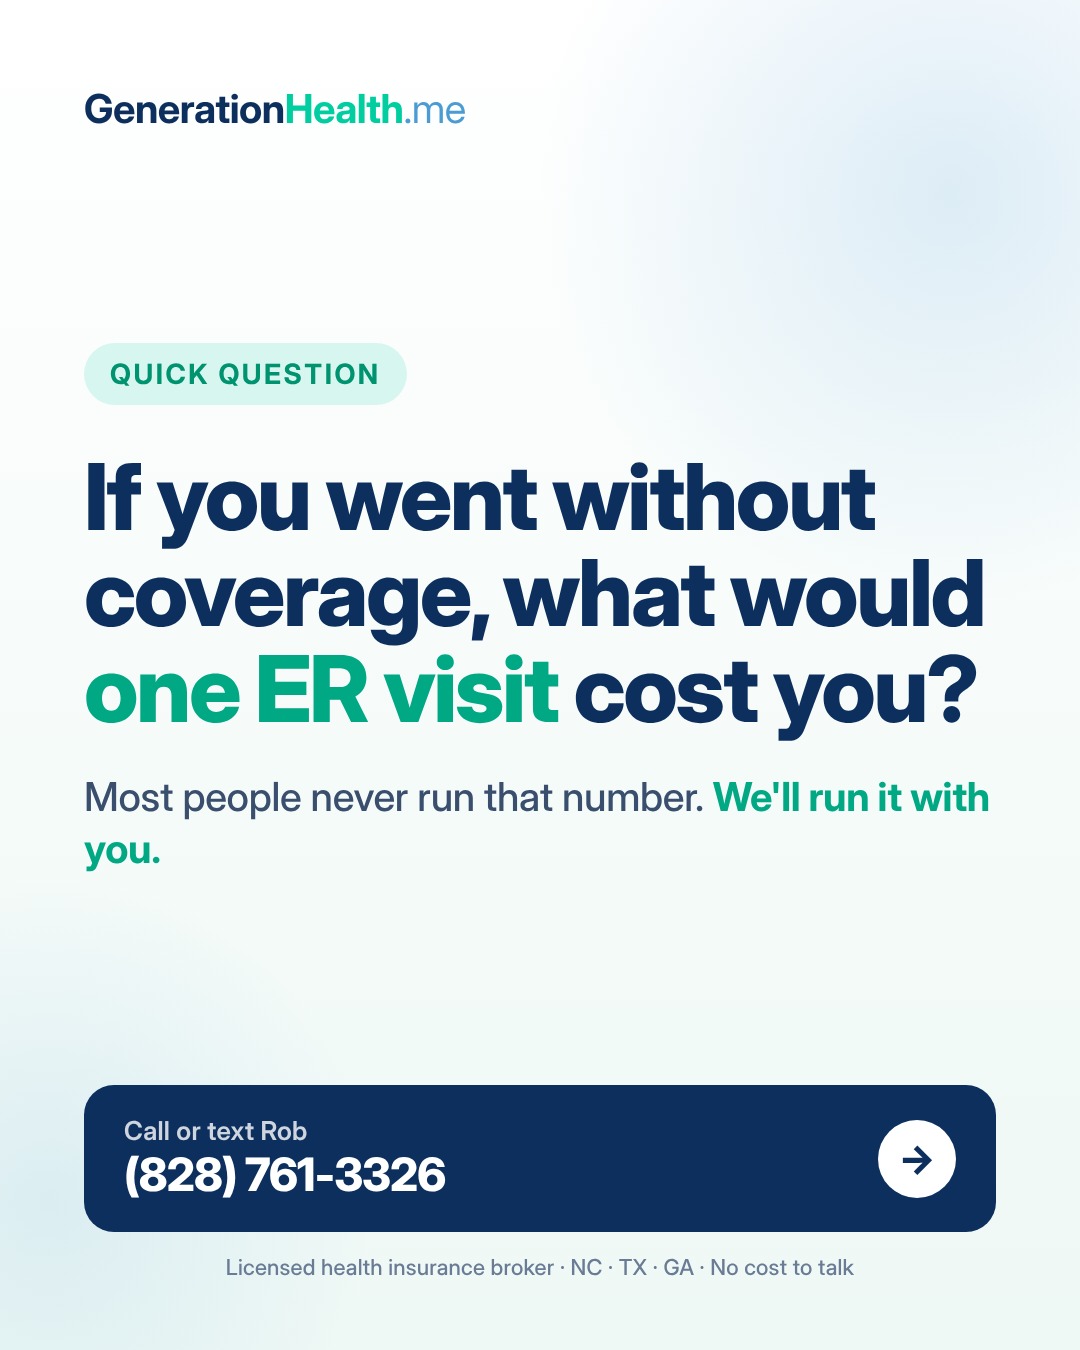 GenerationHealth.me
QUICK QUESTION
If you went without
coverage, what would
one ER visit cost you?
Most people never run that number. We'll run it with
you.
Call or text Rob
(828) 761-3326
Licensed health insurance broker · NC · TX · GA · No cost to talk